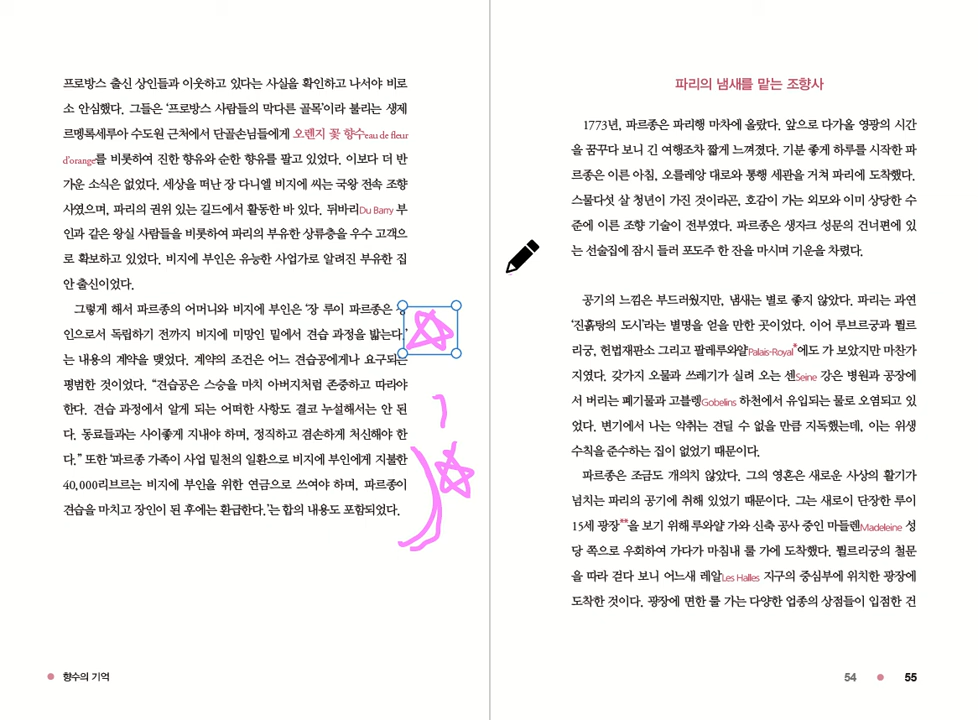 프로방스 출신 상인들과 이웃하고 있다는 사실을 확인하고 나서야 비로
소 안심했다. 그들은 ‘프로방스 사람들의 막다른 골목’이라 불리는 생제
르멩록세루아 수도원 근처에서 단골손님들에게 오렌지 꽃 향수eau de fleur
d’orange를 비롯하여 진한 향유와 순한 향유를 팔고 있었다. 이보다 더 반
가운 소식은 없었다. 세상을 떠난 장 다니엘 비지에 씨는 국왕 전속 조향
사였으며, 파리의 권위 있는 길드에서 활동한 바 있다. 뒤바리Du Barry 부
인과 같은 왕실 사람들을 비롯하여 파리의 부유한 상류층을 우수 고객으
로 확보하고 있었다. 비지에 부인은 유능한 사업가로 알려진 부유한 집
안 출신이었다.
그렇게 해서 파르종의 어머니와 비지에 부인은 ‘장 루이 파르종은
인으로서 독립하기 전까지 비지에 미망인 밑에서 견습 과정을 밟는다.’
는 내용의 계약을 맺었다. 계약의 조건은 어느 견습공에게나 요구되는
평범한 것이었다. “견습공은 스승을 마치 아버지처럼 존중하고 따라야
한다. 견습 과정에서 알게 되는 어떠한 사항도 결코 누설해서는 안 된
다. 동료들과는 사이좋게 지내야 하며, 정직하고 겸손하게 처신해야 한
다.” 또한 ‘파르종 가족이 사업 밑천의 일환으로 비지에 부인에게 지불한
40,000리브르는 비지에 부인을 위한 연금으로 쓰여야 하며, 파르종이
견습을 마치고 장인이 된 후에는 환급한다.’는 합의 내용도 포함되었다.
향수의 기억
파리의 냄새를 맡는 조향사
1773년, 파르종은 파리행 마차에 올랐다. 앞으로 다가올 영광의 시간
을 꿈꾸다 보니 긴 여행조차 짧게 느껴졌다. 기분 좋게 하루를 시작한 파
르종은 이른 아침, 오를레앙 대로와 통행 세관을 거쳐 파리에 도착했다.
스물다섯 살 청년이 가진 것이라곤, 호감이 가는 외모와 이미 상당한 수
준에 이른 조향 기술이 전부였다. 파르종은 생자크 성문의 건너편에 있
는 선술집에 잠시 들러 포도주 한 잔을 마시며 기운을 차렸다.
공기의 느낌은 부드러웠지만, 냄새는 별로 좋지 않았다. 파리는 과연
‘진흙탕의 도시’라는 별명을 얻을 만한 곳이었다. 이어 루브르궁과 튈르
리궁, 헌법재판소 그리고 팔레루와얄Palais-Royal*에도 가 보았지만 마찬가
지였다. 갖가지 오물과 쓰레기가 실려 오는 센Seine 강은 병원과 공장에
서 버리는 폐기물과 고블렝Gobelins 하천에서 유입되는 물로 오염되고 있
었다. 변기에서 나는 악취는 견딜 수 없을 만큼 지독했는데, 이는 위생
수칙을 준수하는 집이 없었기 때문이다.
파르종은 조금도 개의치 않았다. 그의 영혼은 새로운 사상의 활기가
넘치는 파리의 공기에 취해 있었기 때문이다. 그는 새로이 단장한 루이
15세 광장**을 보기 위해 루와얄 가와 신축 공사 중인 마들렌Madeleine 성
당 쪽으로 우회하여 가다가 마침내 룰 가에 도착했다. 튈르리궁의 철문
을 따라 걷다 보니 어느새 레알Les Halles 지구의 중심부에 위치한 광장에
도착한 것이다. 광장에 면한 룰 가는 다양한 업종의 상점들이 입점한 건
54 55